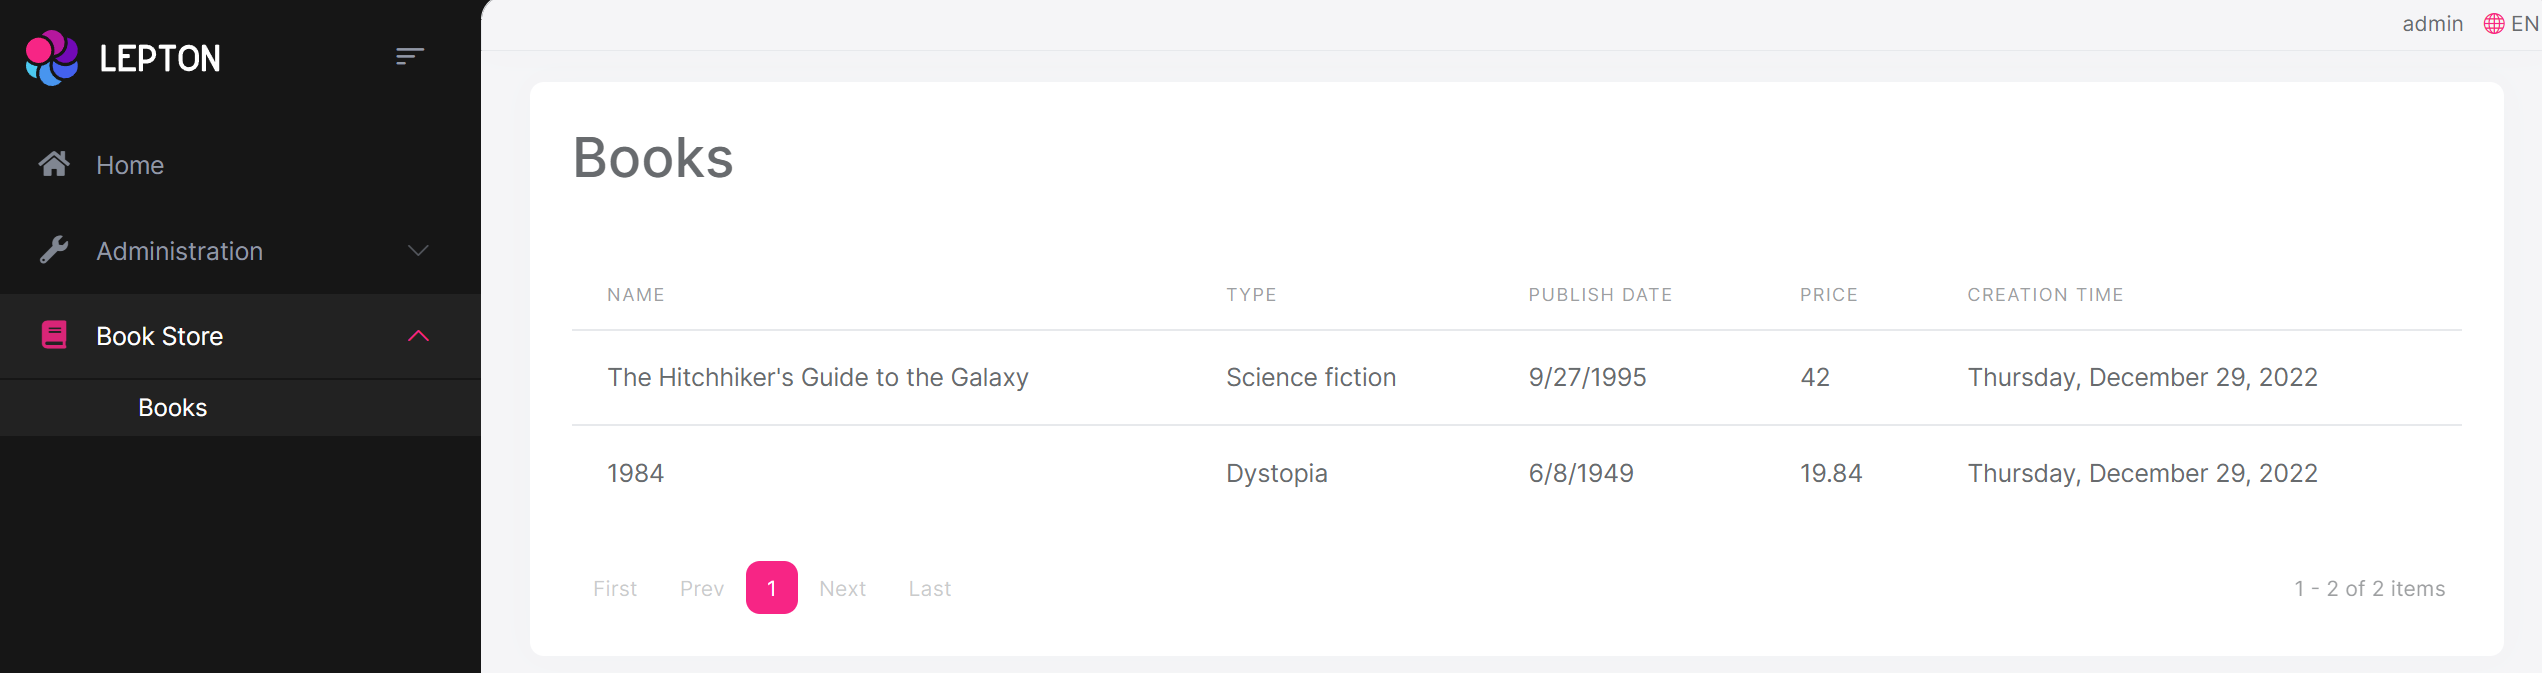 LEPTON
admin EN
Home
Administration
Book Store
Books
Books
NAME TYPE PUBLISH DATE PRICE CREATION TIME
The Hitchhiker's Guide to the Galaxy Science fiction 9/27/1995 42 Thursday, December 29, 2022
1984 Dystopia 6/8/1949 19.84 Thursday, December 29, 2022
First Prev 1 Next Last 1 - 2 of 2 items